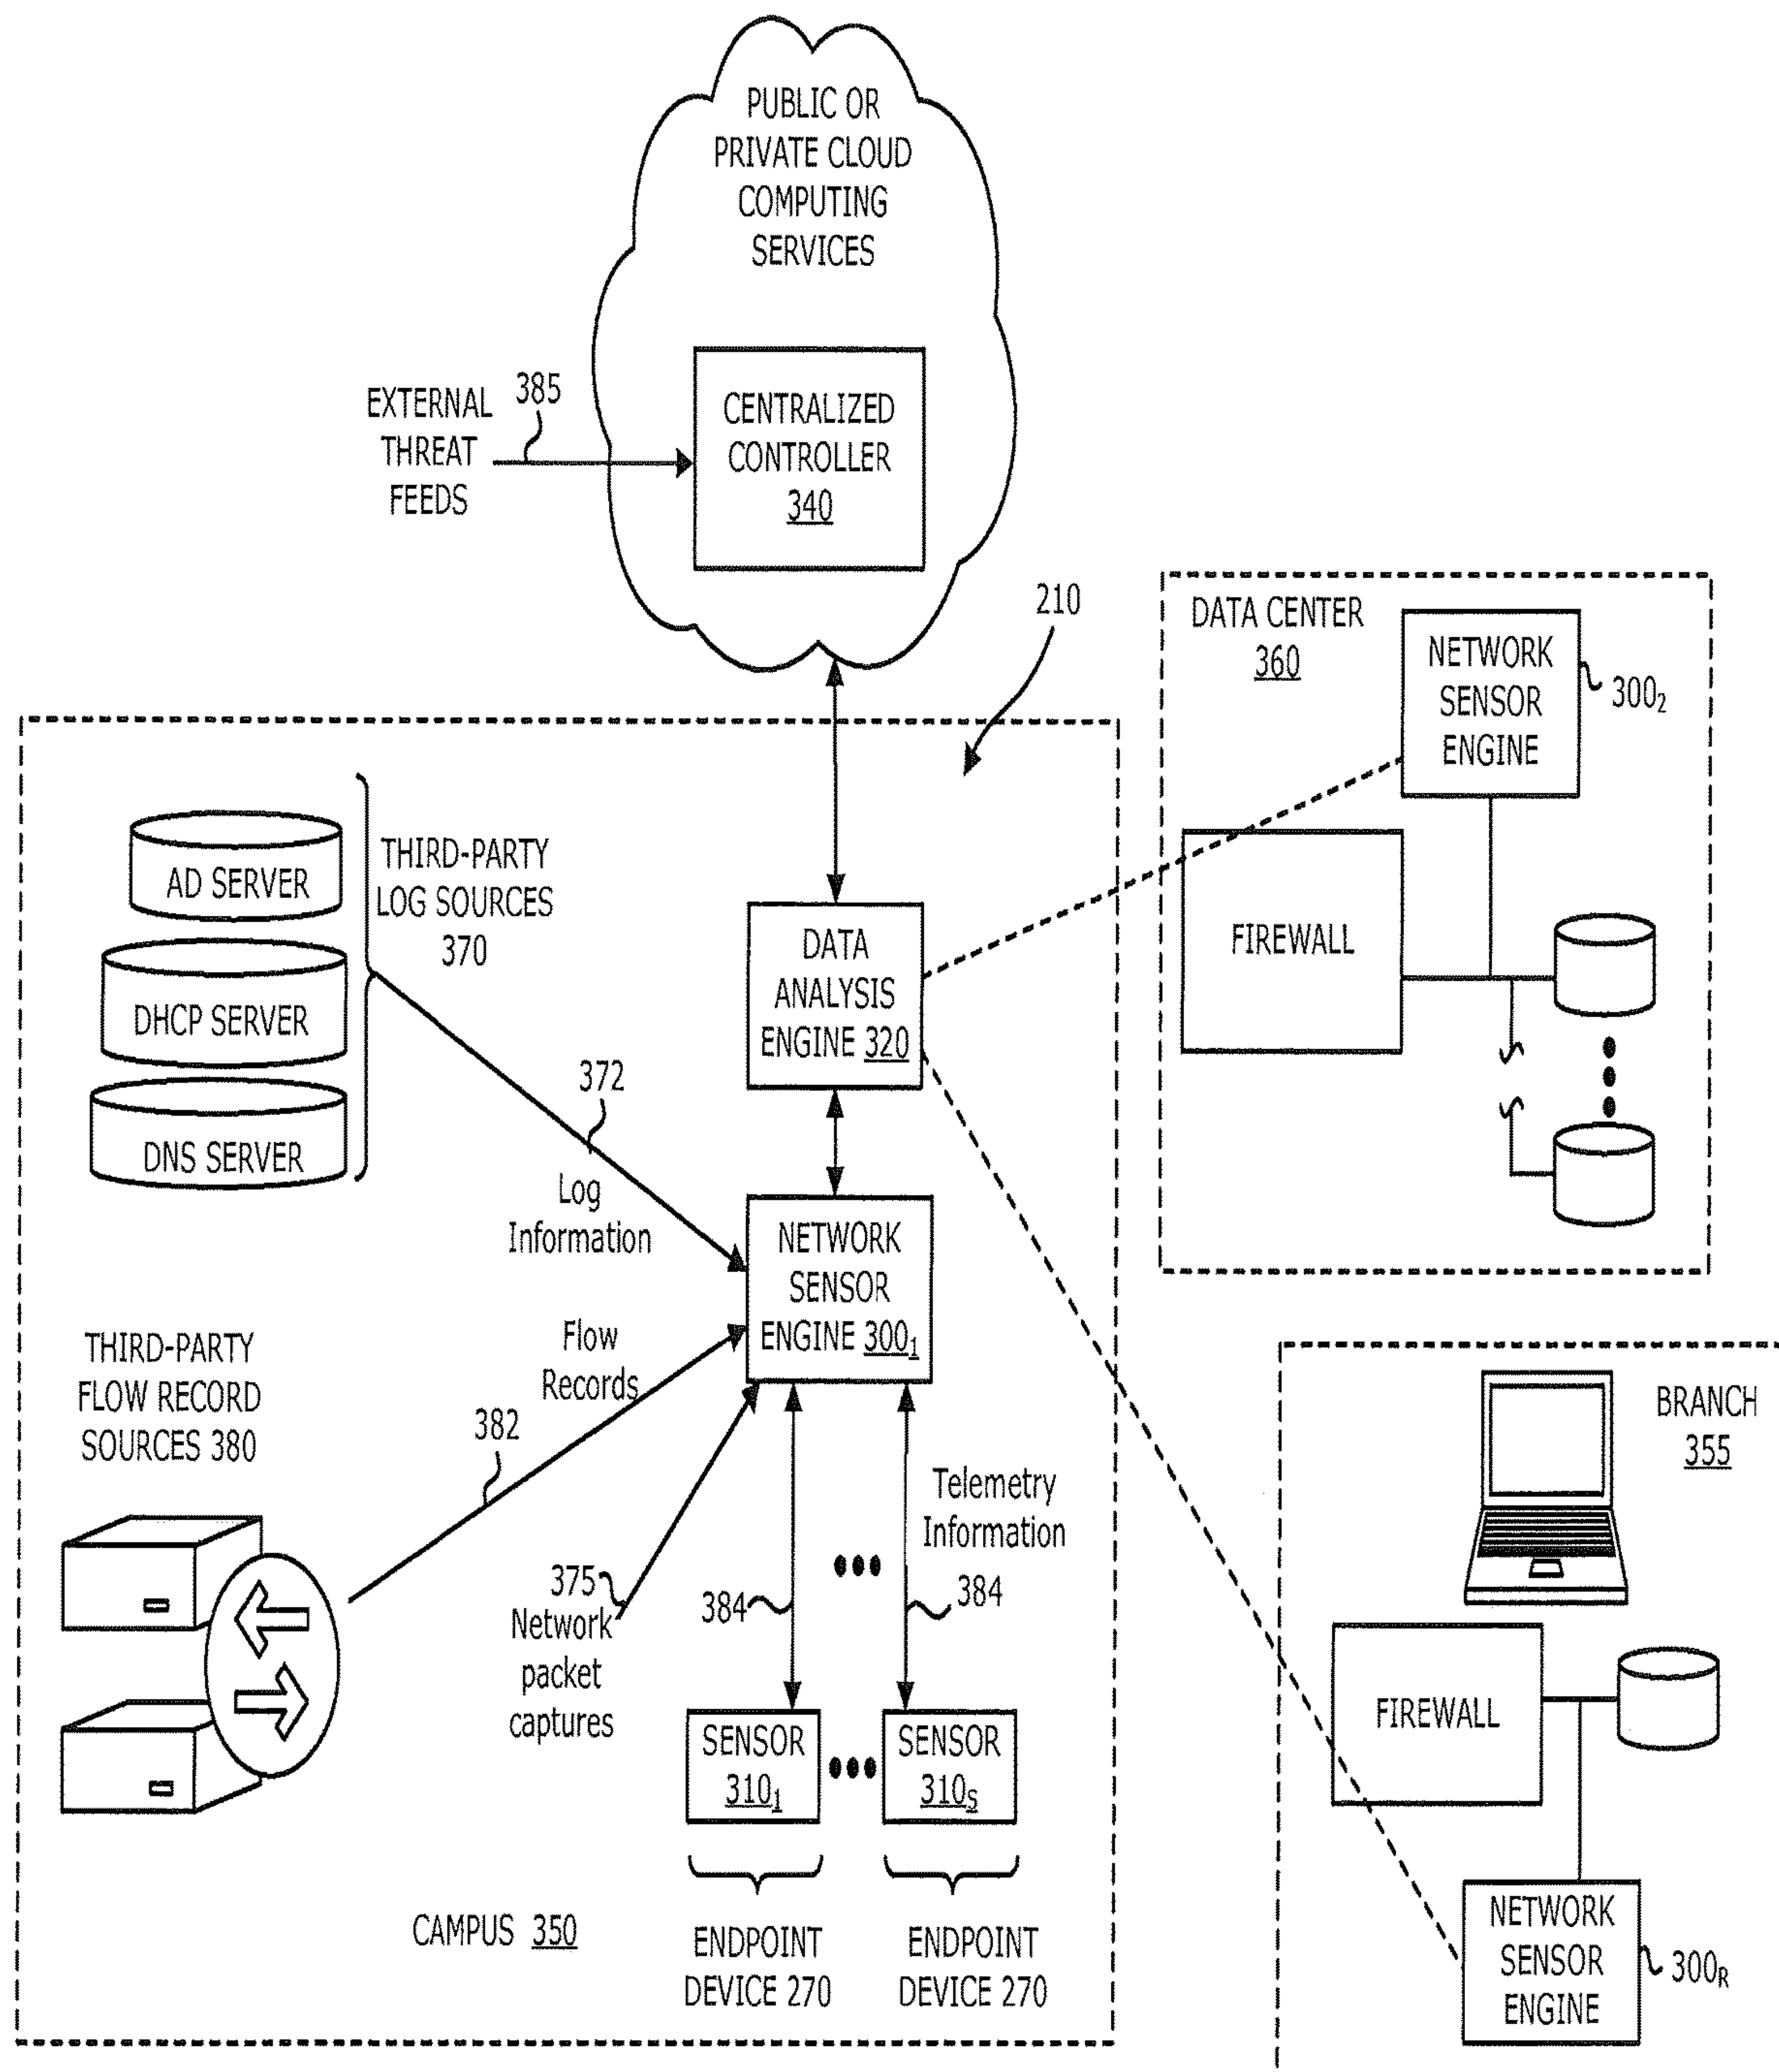 PUBLIC OR
PRIVATE CLOUD
COMPUTING
SERVICES
EXTERNAL
THREAT
FEEDS
385
CENTRALIZED
CONTROLLER
340
210
DATA CENTER
360
NETWORK
SENSOR
ENGINE
300₂
FIREWALL
AD SERVER
DHCP SERVER
DNS SERVER
THIRD-PARTY
LOG SOURCES
370
DATA
ANALYSIS
ENGINE 320
372
Log
Information
NETWORK
SENSOR
ENGINE 300₁
THIRD-PARTY
FLOW RECORD
SOURCES 380
Flow
Records
382
375
Network
packet
captures
Telemetry
Information
384
384
SENSOR
310₁
SENSOR
310S
CAMPUS 350
ENDPOINT
DEVICE 270
ENDPOINT
DEVICE 270
BRANCH
355
FIREWALL
NETWORK
SENSOR
ENGINE
300R